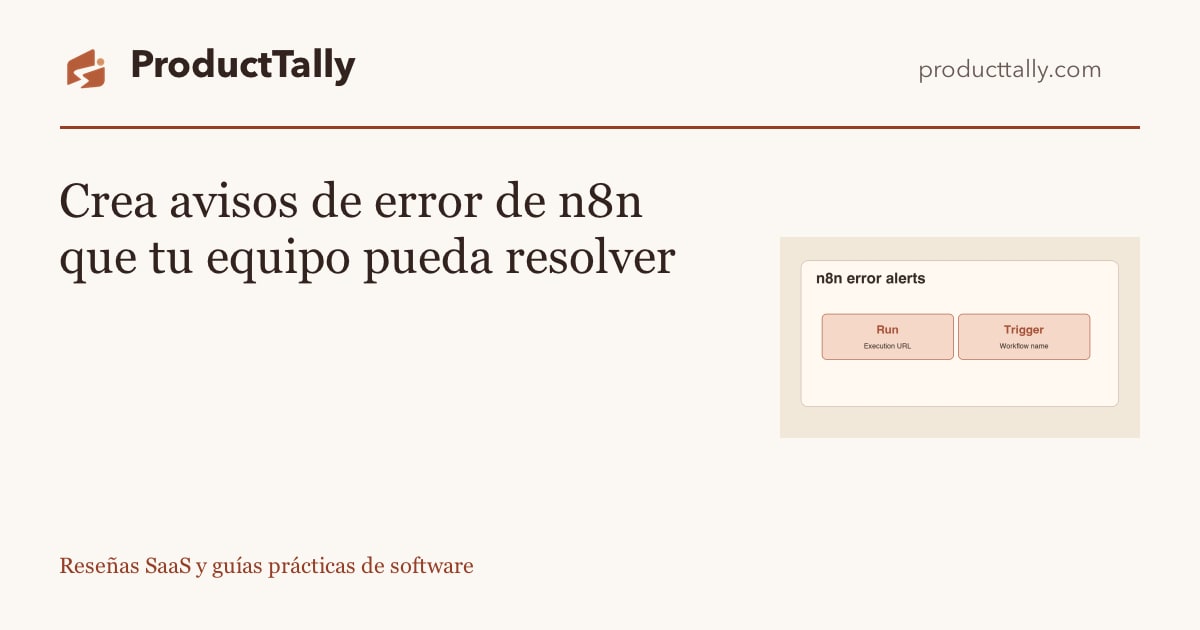 ProductTally
producttally.com
Crea avisos de error de n8n
que tu equipo pueda resolver
n8n error alerts
Run
Execution URL
Trigger
Workflow name
Reseñas SaaS y guías prácticas de software